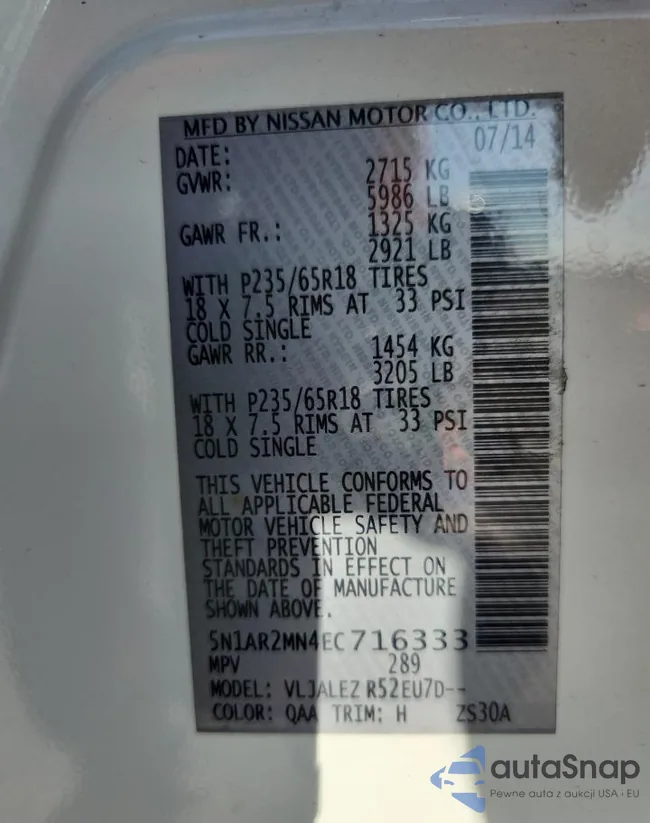 MFD BY NISSAN MOTOR CO., LTD.
DATE: 07/14
GVWR: 2715 KG
5986 LB
GAWR FR.: 1325 KG
2921 LB
WITH P235/65R18 TIRES
18 X 7.5 RIMS AT 33 PSI
COLD SINGLE
GAWR RR.: 1454 KG
3205 LB
WITH P235/65R18 TIRES
18 X 7.5 RIMS AT 33 PSI
COLD SINGLE
THIS VEHICLE CONFORMS TO
ALL APPLICABLE FEDERAL
MOTOR VEHICLE SAFETY AND
THEFT PREVENTION
STANDARDS IN EFFECT ON
THE DATE OF MANUFACTURE
SHOWN ABOVE.
5N1AR2MN4EC716333
MPV 289
MODEL: VLJALEZ R52EU7D--
COLOR: QAA TRIM: H ZS30A
autaSnap
Pewne auta z aukcji USA i EU